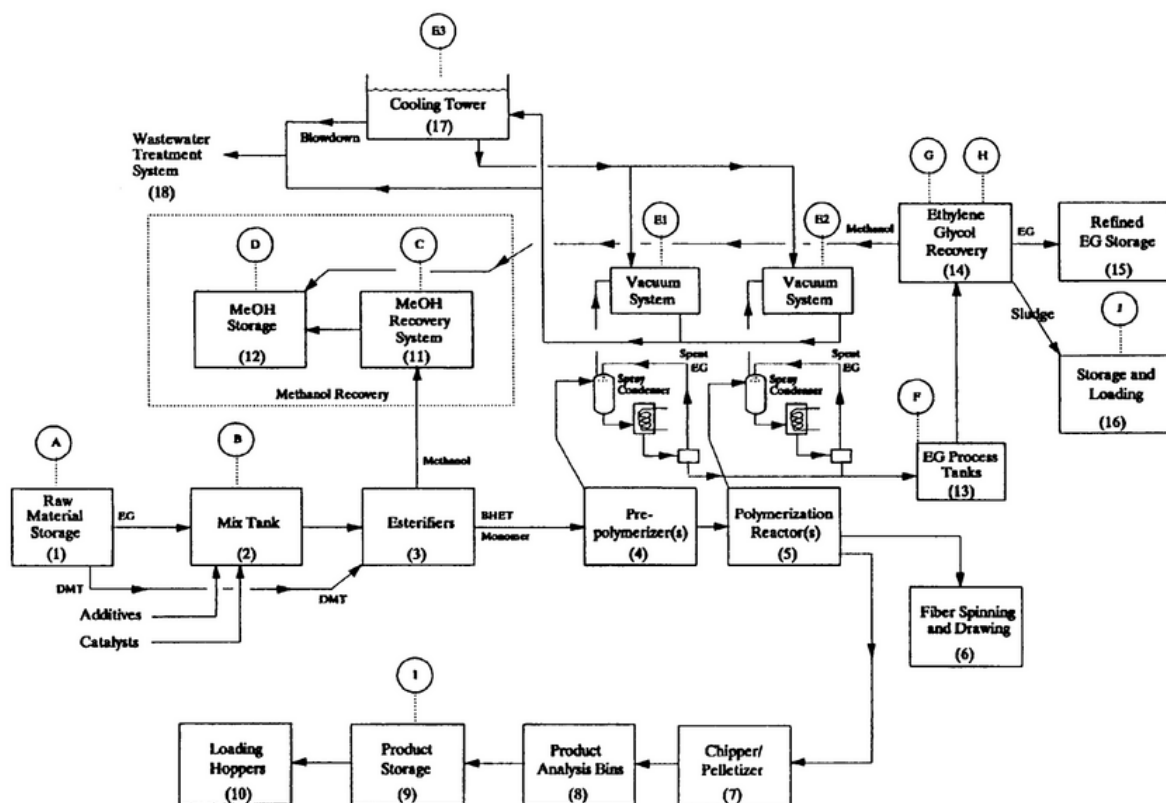 E3
Cooling Tower
(17)
Blowdown
Wastewater
Treatment
System
(18)
G
H
D
C
E1
E2
Methanol
Ethylene
Glycol
Recovery
(14)
EG
Refined
EG Storage
(15)
MeOH
Storage
(12)
MeOH
Recovery
System
(11)
Methanol Recovery
Vacuum
System
Vacuum
System
Sludge
J
Spent
EG
Spray
Condenser
Spent
EG
Spray
Condenser
Storage and
Loading
(16)
F
EG Process
Tanks
(13)
A
B
Methanol
Raw
Material
Storage
(1)
EG
Mix Tank
(2)
Esterifiers
(3)
BHET
Monomer
Pre-
polymerizer(s)
(4)
Polymerization
Reactor(s)
(5)
DMT
DMT
Additives
Catalysts
Fiber Spinning
and Drawing
(6)
I
Loading
Hoppers
(10)
Product
Storage
(9)
Product
Analysis Bins
(8)
Chipper/
Pelletizer
(7)